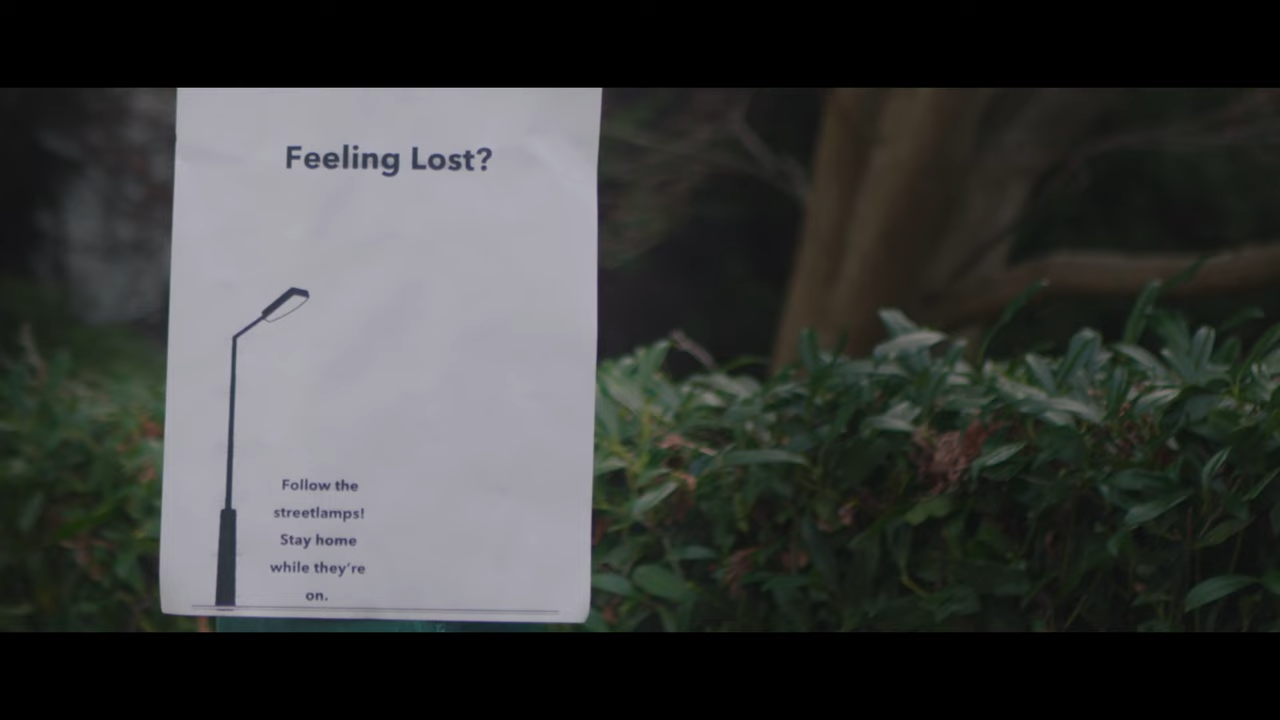 Feeling Lost?
Follow the
streetlamps!
Stay home
while they're
on.